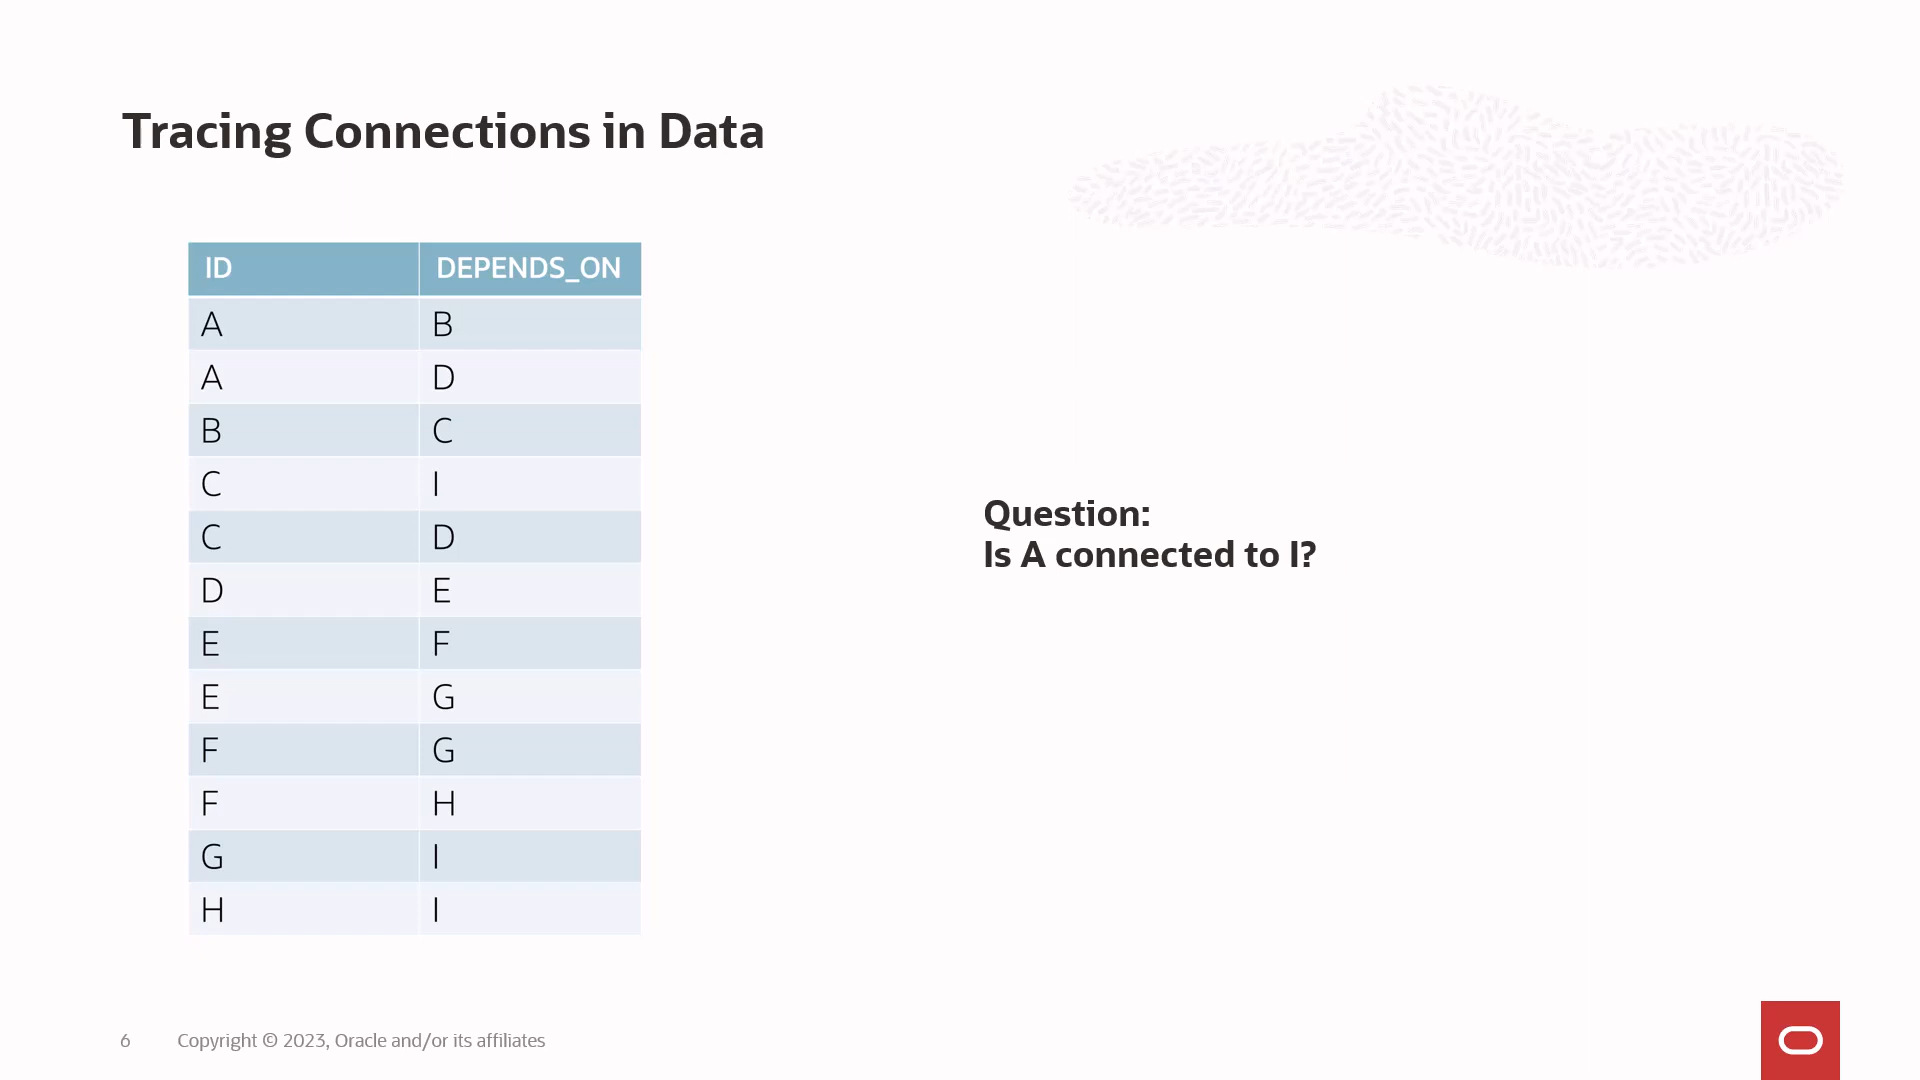 Tracing Connections in Data
ID DEPENDS_ON
A B
A D
B C
C I
C D
D E
E F
E G
F G
F H
G I
H I
Question:
Is A connected to I?
6 Copyright © 2023, Oracle and/or its affiliates